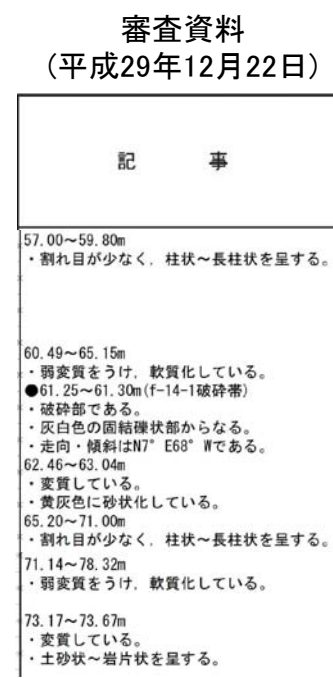 審査資料
(平成29年12月22日)
記 事
57.00～59.80m
・割れ目が少なく，柱状～長柱状を呈する。
60.49～65.15m
・弱変質をうけ，軟質化している。
●61.25～61.30m(f-14-1破砕帯)
・破砕部である。
・灰白色の固結礫状部からなる。
・走向・傾斜はN7°E68°Wである。
62.46～63.04m
・変質している。
・黄灰色に砂状化している。
65.20～71.00m
・割れ目が少なく，柱状～長柱状を呈する。
71.14～78.32m
・弱変質をうけ，軟質化している。
73.17～73.67m
・変質している。
・土砂状～岩片状を呈する。